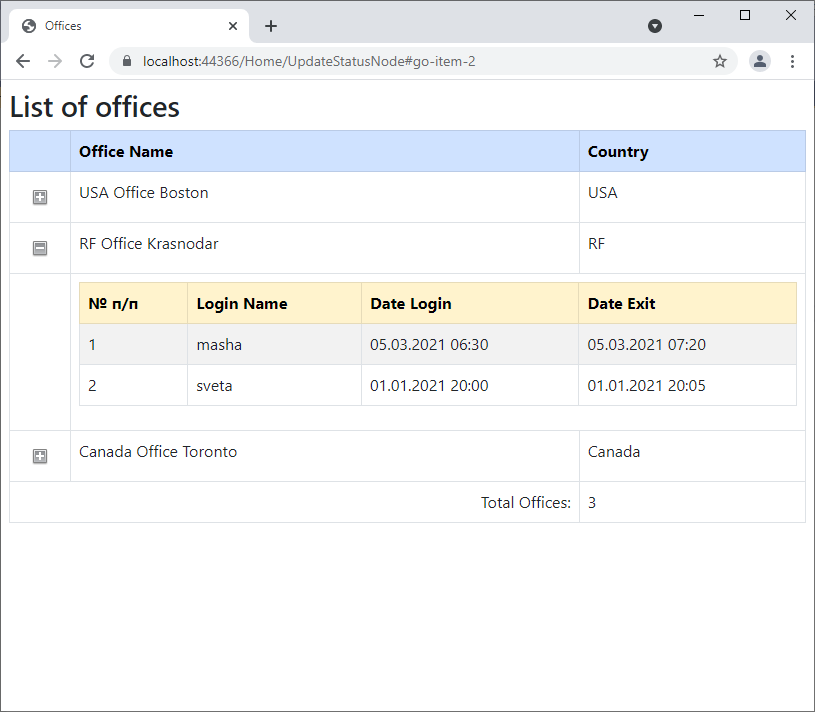 Offices
localhost:44366/Home/UpdateStatusNode#go-item-2
List of offices
Office Name Country
USA Office Boston USA
RF Office Krasnodar RF
№ п/п Login Name Date Login Date Exit
1 masha 05.03.2021 06:30 05.03.2021 07:20
2 sveta 01.01.2021 20:00 01.01.2021 20:05
Canada Office Toronto Canada
Total Offices: 3